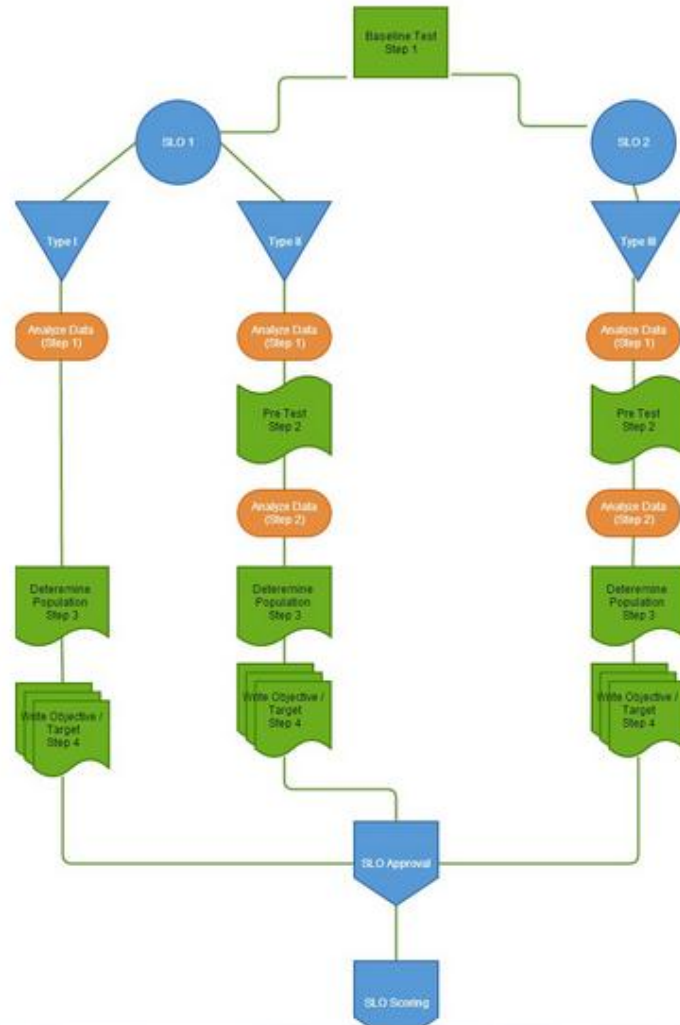 Baseline Test
Step 1
SLO 1
SLO 2
Type I
Type II
Type III
Analyze Data
(Step 1)
Analyze Data
(Step 1)
Analyze Data
(Step 1)
Pre Test
Step 2
Pre Test
Step 2
Analyze Data
(Step 2)
Analyze Data
(Step 2)
Deteremine
Population
Step 3
Deteremine
Population
Step 3
Deteremine
Population
Step 3
Write Objective /
Target
Step 4
Write Objective /
Target
Step 4
Write Objective /
Target
Step 4
SLO Approval
SLO Scoring